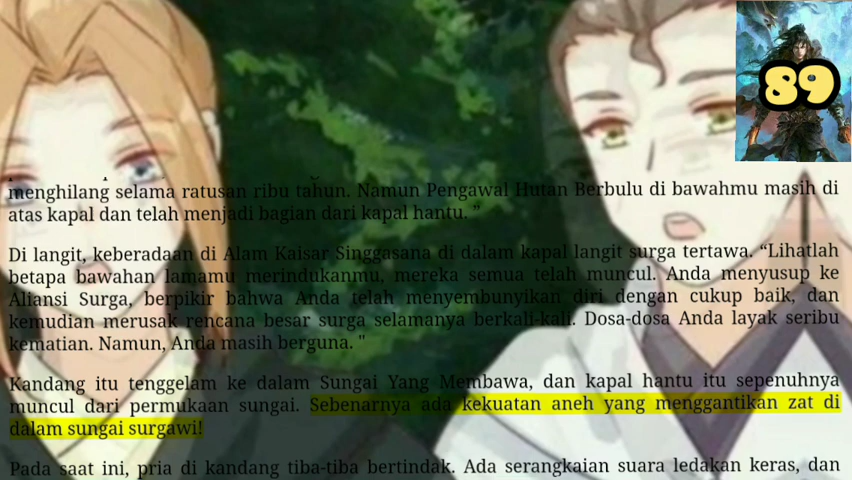 89
menghilang selama ratusan ribu tahun. Namun Pengawal Hutan Berbulu di bawahmu masih di
atas kapal dan telah menjadi bagian dari kapal hantu. ”
Di langit, keberadaan di Alam Kaisar Singgasana di dalam kapal langit surga tertawa. “Lihatlah
betapa bawahan lamamu merindukanmu, mereka semua telah muncul. Anda menyusup ke
Aliansi Surga, berpikir bahwa Anda telah menyembunyikan diri dengan cukup baik, dan
kemudian merusak rencana besar surga selamanya berkali-kali. Dosa-dosa Anda layak seribu
kematian. Namun, Anda masih berguna. "
Kandang itu tenggelam ke dalam Sungai Yang Membawa, dan kapal hantu itu sepenuhnya
muncul dari permukaan sungai. Sebenarnya ada kekuatan aneh yang menggantikan zat di
dalam sungai surgawi!
Pada saat ini, pria di kandang tiba-tiba bertindak. Ada serangkaian suara ledakan keras, dan